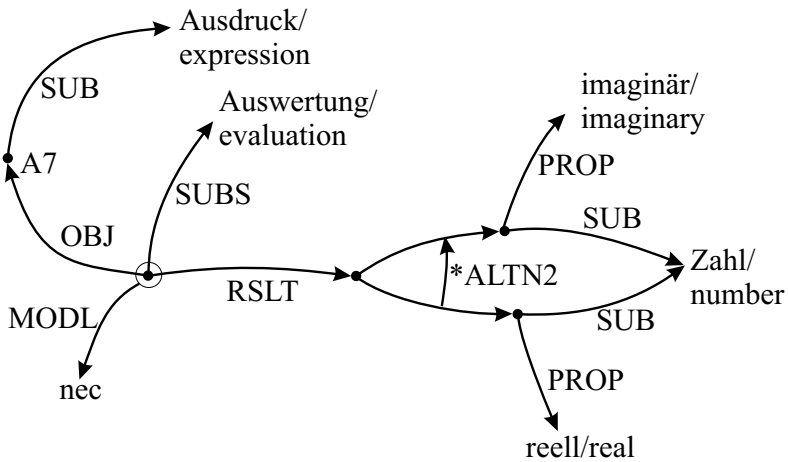 Ausdruck/
expression
SUB
Auswertung/
evaluation
imaginär/
imaginary
A7
PROP
SUBS
SUB
OBJ
Zahl/
number
*ALTN2
RSLT
MODL
SUB
nec
PROP
reell/real